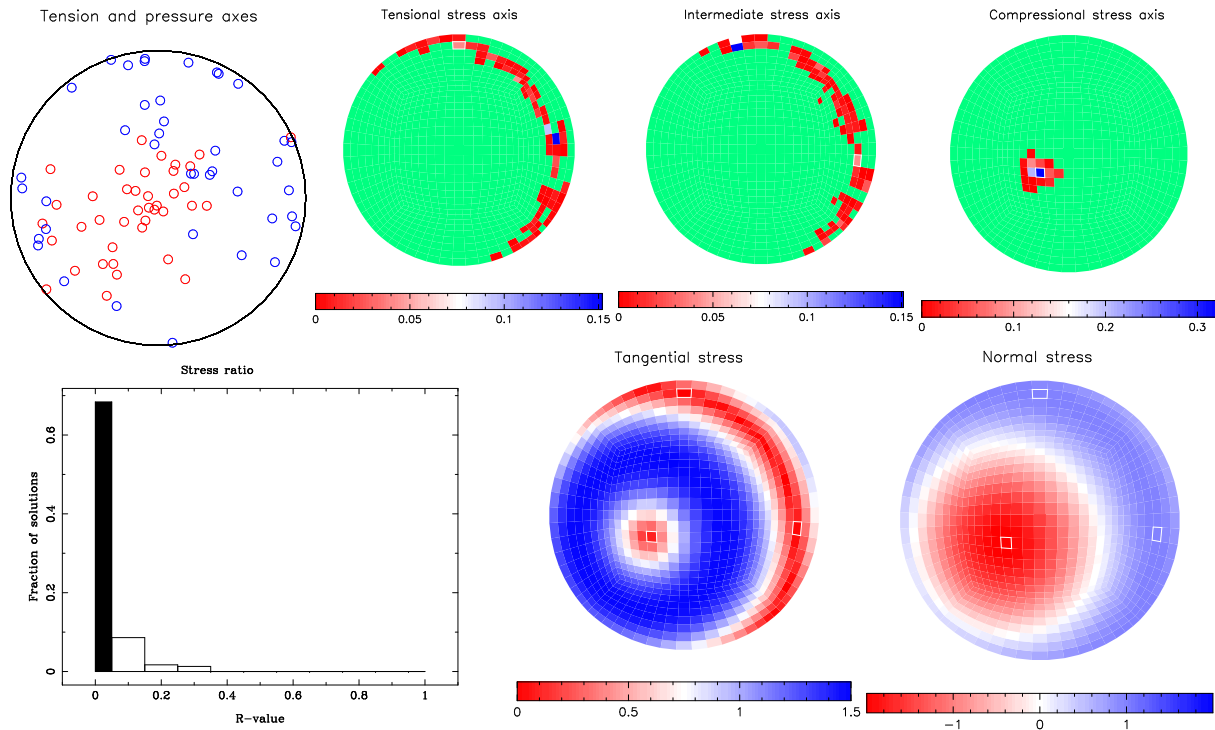 Tension and pressure axes
Tensional stress axis
Intermediate stress axis
Compressional stress axis
0 0.05 0.1 0.15
0 0.05 0.1 0.15
0 0.1 0.2 0.3
Stress ratio
Tangential stress
Normal stress
Fraction of solutions
0.6
0.4
0.2
0
0 0.2 0.4 0.6 0.8 1
R-value
0 0.5 1 1.5
−1 0 1